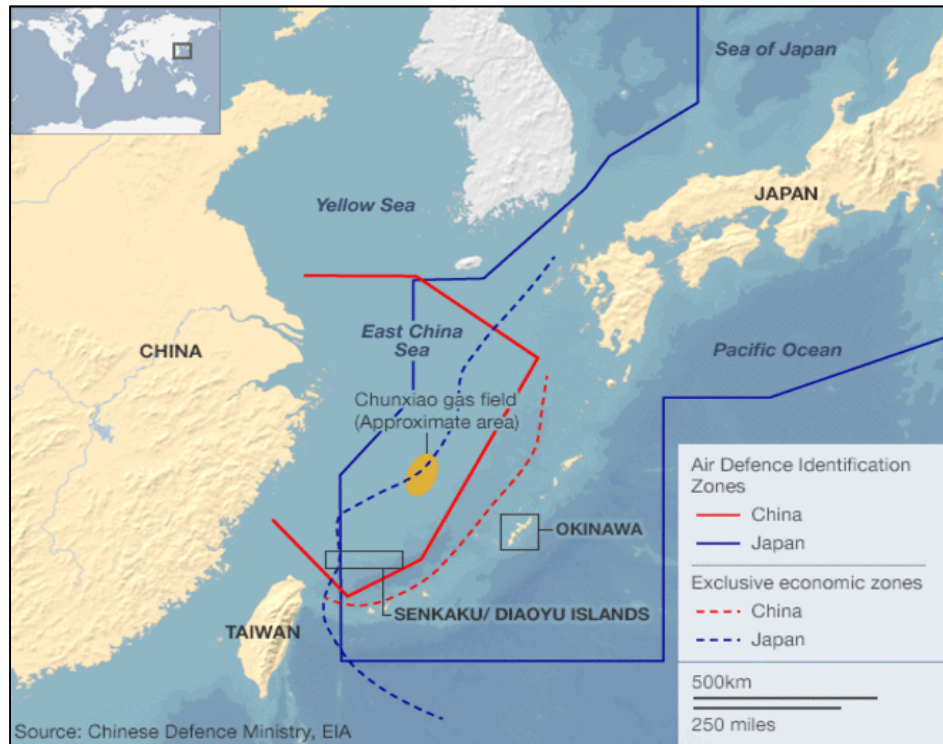 Sea of Japan
JAPAN
Yellow Sea
East China
Sea
CHINA
Pacific Ocean
Chunxiao gas field
(Approximate area)
OKINAWA
SENKAKU/ DIAOYU ISLANDS
TAIWAN
Air Defence Identification
Zones
China
Japan
Exclusive economic zones
China
Japan
500km
250 miles
Source: Chinese Defence Ministry, EIA